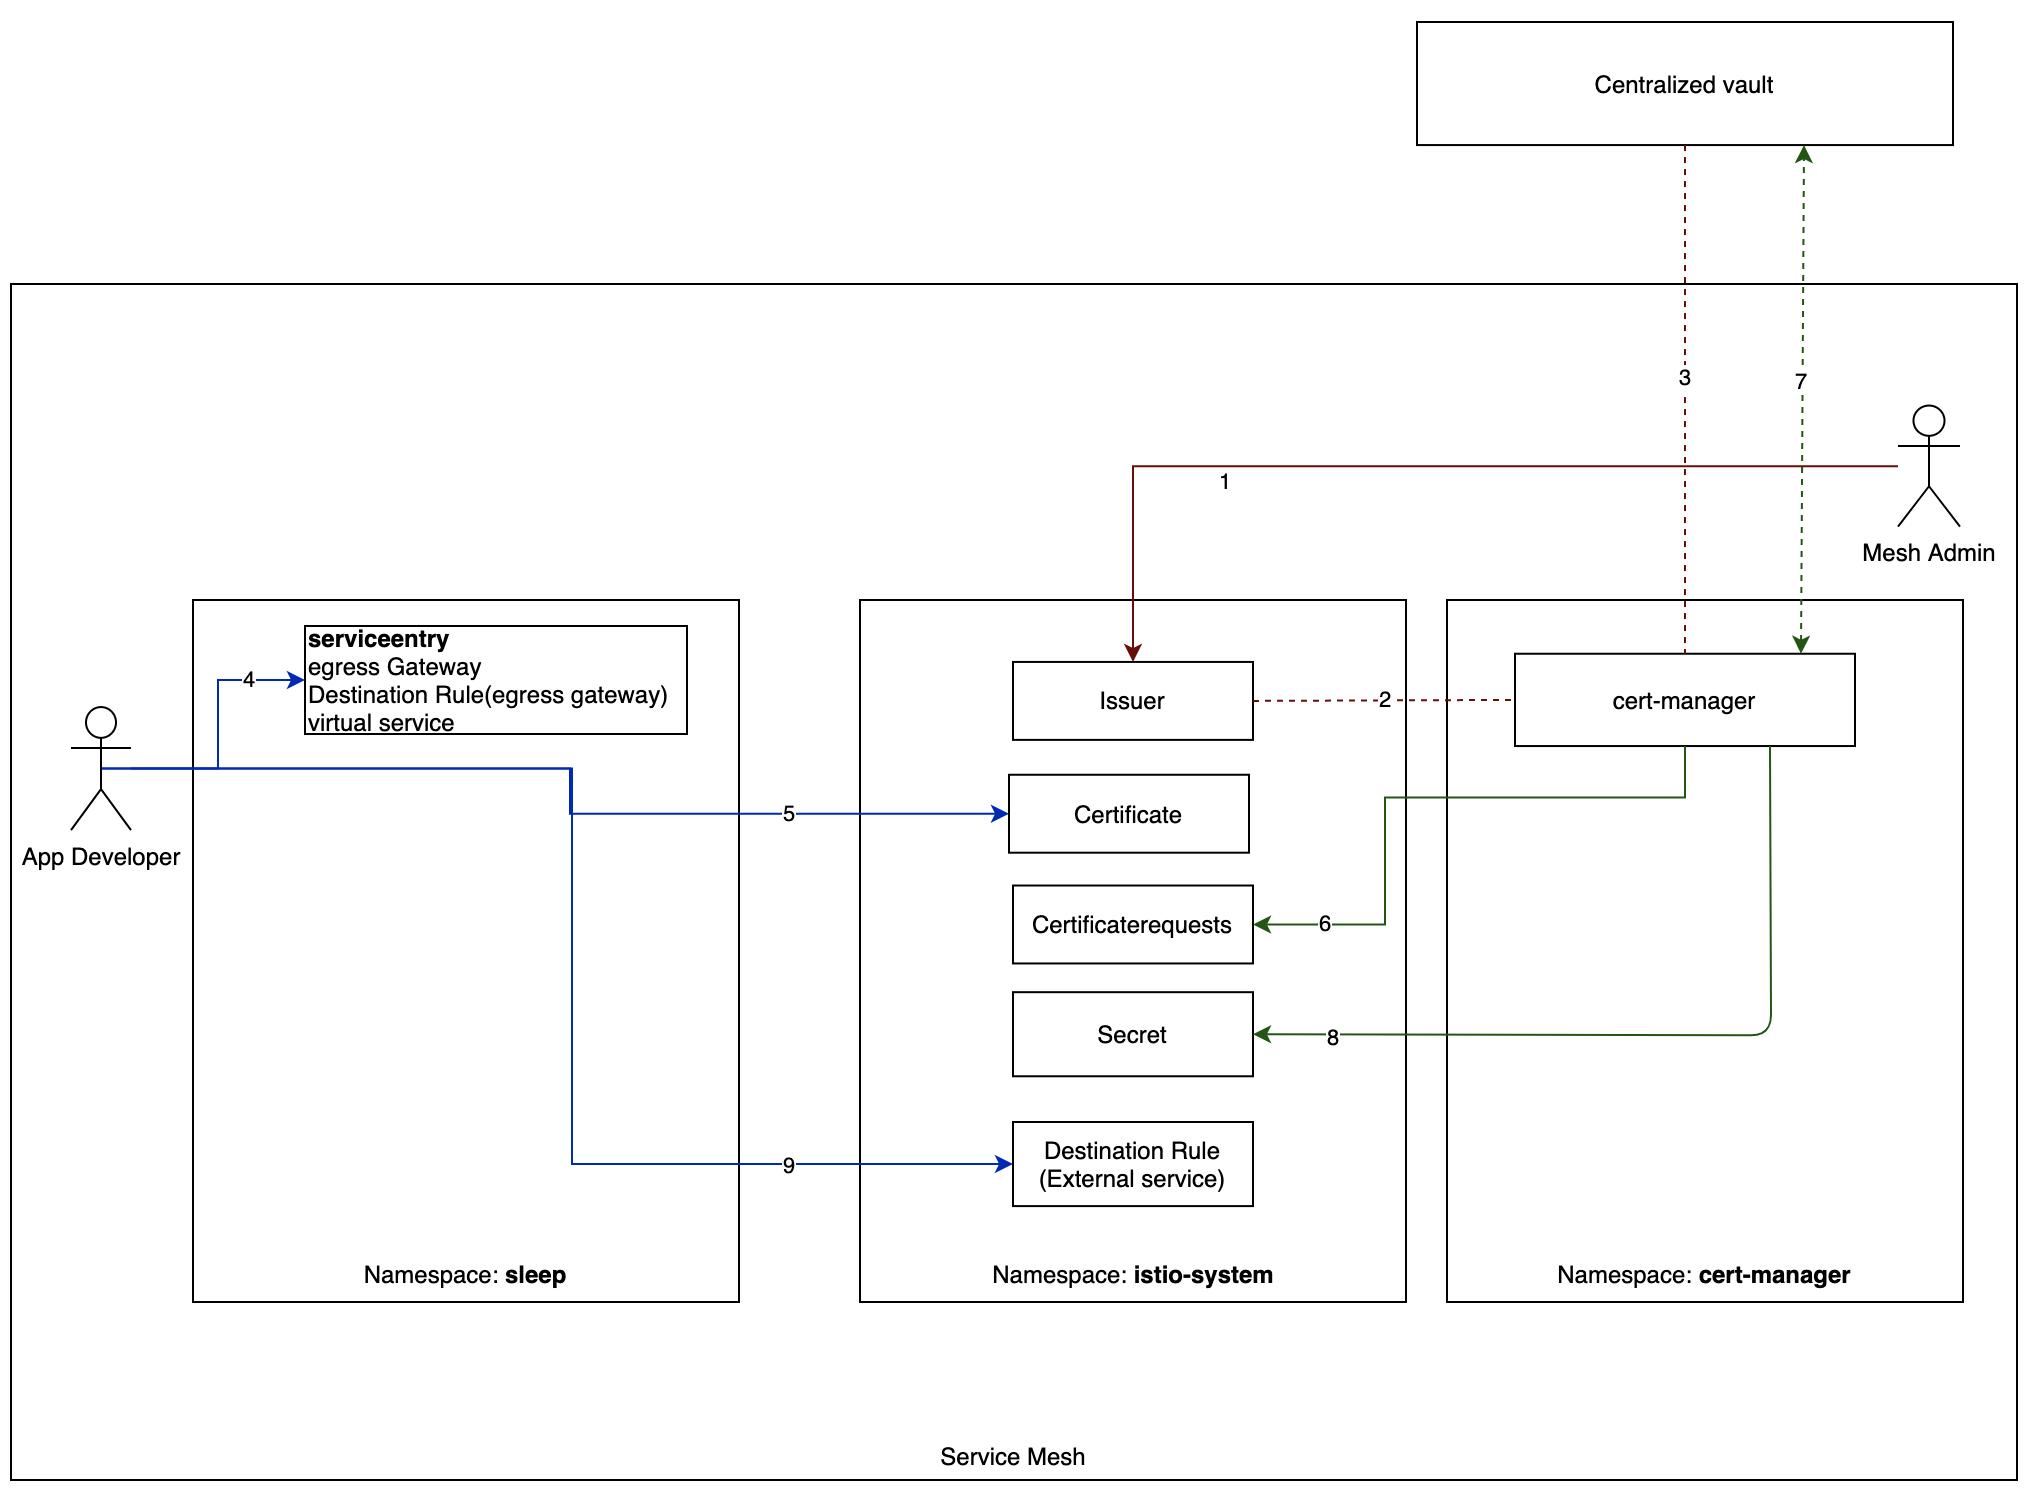 Centralized vault
3
7
1
Mesh Admin
serviceentry
egress Gateway
Destination Rule(egress gateway)
virtual service
4
Issuer
2
cert-manager
App Developer
5
Certificate
Certificaterequests
6
Secret
8
Destination Rule
(External service)
9
Namespace: sleep
Namespace: istio-system
Namespace: cert-manager
Service Mesh